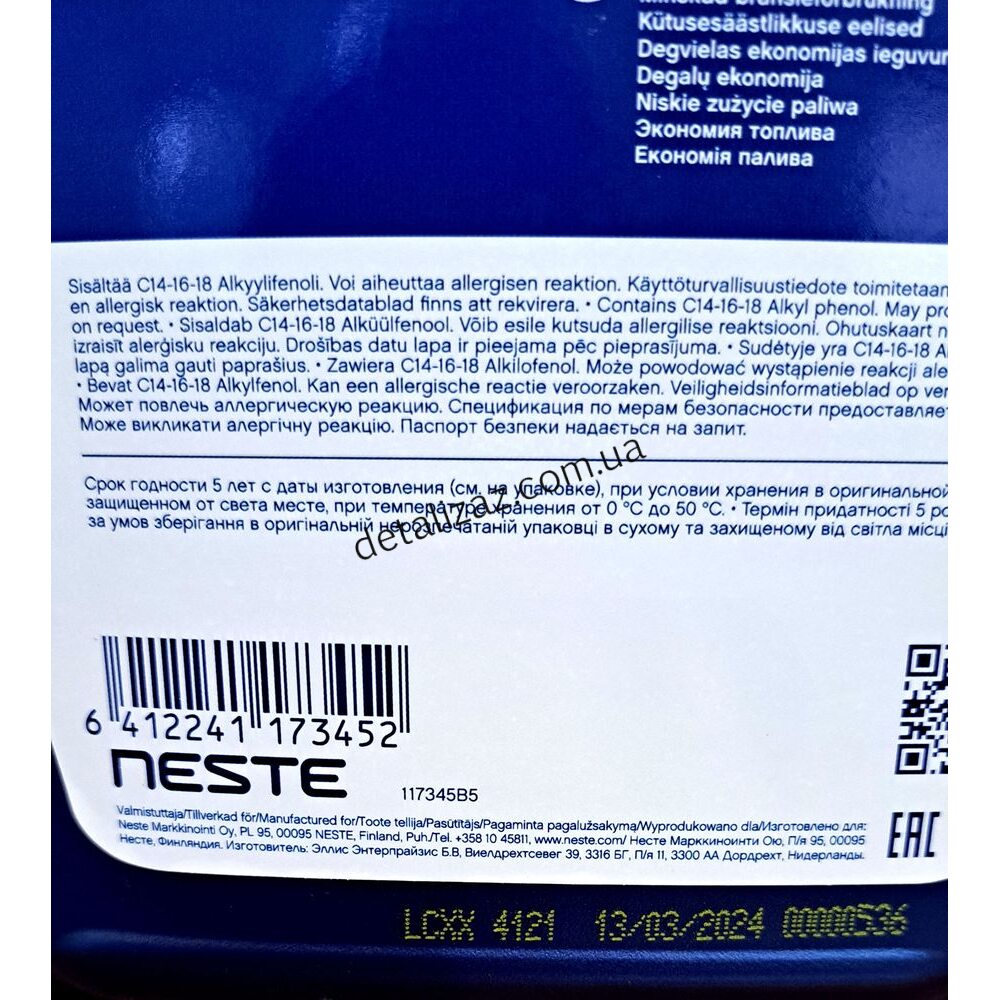 bränsleförbrukning
Kütusesäästlikkuse eelised
Degvielas ekonomijas ieguvum
Degalų ekonomija
Niskie zużycie paliwa
Экономия топлива
Економія палива
Sisältää C14-16-18 Alkyylifenoli. Voi aiheuttaa allergisen reaktion. Käyttöturvallisuustiedote toimitetaan
en allergisk reaktion. Säkerhetsdatablad finns att rekvirera. • Contains C14-16-18 Alkyl phenol. May pro
on request. • Sisaldab C14-16-18 Alküülfenool. Võib esile kutsuda allergilise reaktsiooni. Ohutuskaart n
izraisīt alerģisku reakciju. Drošības datu lapa ir pieejama pēc pieprasījuma. • Sudėtyje yra C14-16-18 A
lapą galima gauti paprašius. • Zawiera C14-16-18 Alkilofenol. Może powodować wystąpienie reakcji ale
• Bevat C14-16-18 Alkylfenol. Kan een allergische reactie veroorzaken. Veiligheidsinformatieblad op ver
Может повлечь аллергическую реакцию. Спецификация по мерам безопасности предоставляет
Може викликати алергічну реакцію. Паспорт безпеки надається на запит.
Срок годности 5 лет с даты изготовления (см. на упаковке), при условии хранения в оригинальной
защищенном от света месте, при температуре хранения от 0 °C до 50 °C. • Термін придатності 5 ро
за умов зберігання в оригінальній нерозпечатаній упаковці в сухому та захищеному від світла місці
detalizaz.com.ua
6 412241 173452
NESTE
117345B5
Valmistuttaja/Tillverkad för/Manufactured for/Toote tellija/Pasūtītājs/Pagaminta pagal užsakymą/Wyprodukowano dla/Изготовлено для:
Neste Markkinointi Oy, PL 95, 00095 NESTE, Finland, Puh./Tel. +358 10 45811, www.neste.com/ Несте Марккиноинти Ою, П/я 95, 00095
Несте, Финляндия. Изготовитель: Эллис Энтерпрайзис Б.В, Виелдрехтсевег 39, 3316 БГ, П/я 11, 3300 АА Дордрехт, Нидерланды.
EAC
LCXX 4121 13/03/2024 00000536